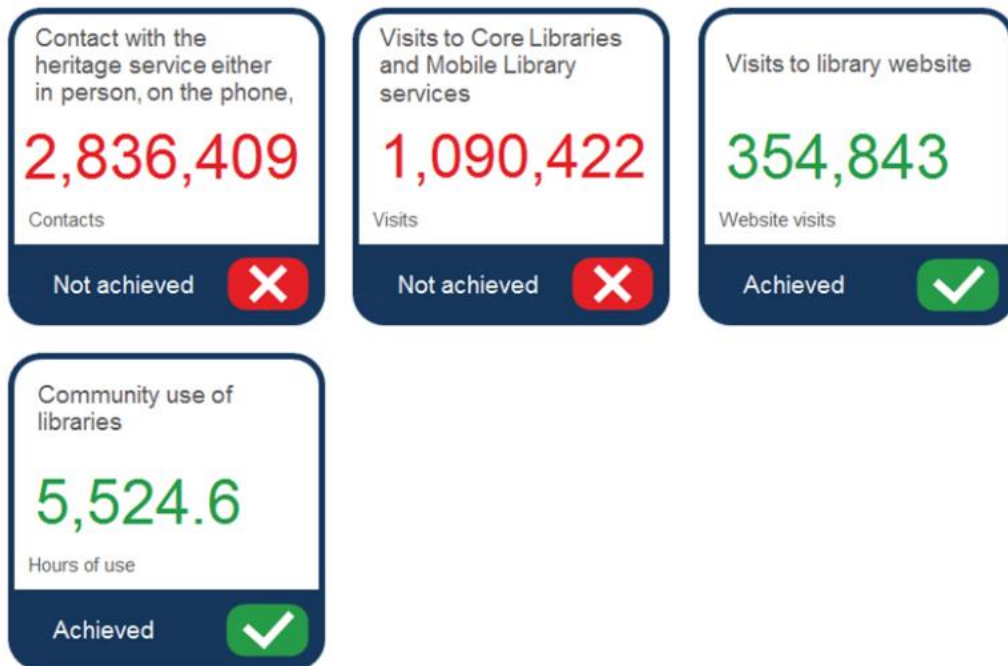 Contact with the
heritage service either
in person, on the phone,
2,836,409
Contacts
Not achieved
Visits to Core Libraries
and Mobile Library
services
1,090,422
Visits
Not achieved
Visits to library website
354,843
Website visits
Achieved
Community use of
libraries
5,524.6
Hours of use
Achieved